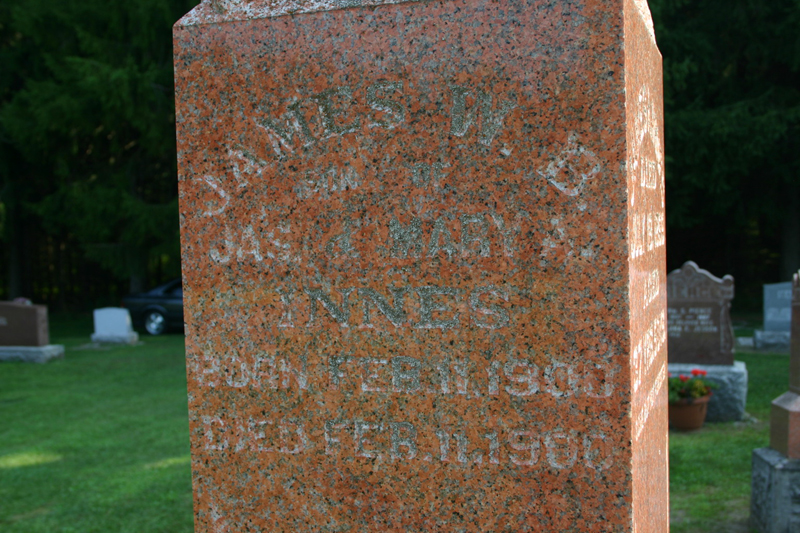 JAMES W. B.
SON OF
JAS. & MARY A.
INNES
BORN FEB. 11, 1900
DIED FEB. 11, 1900